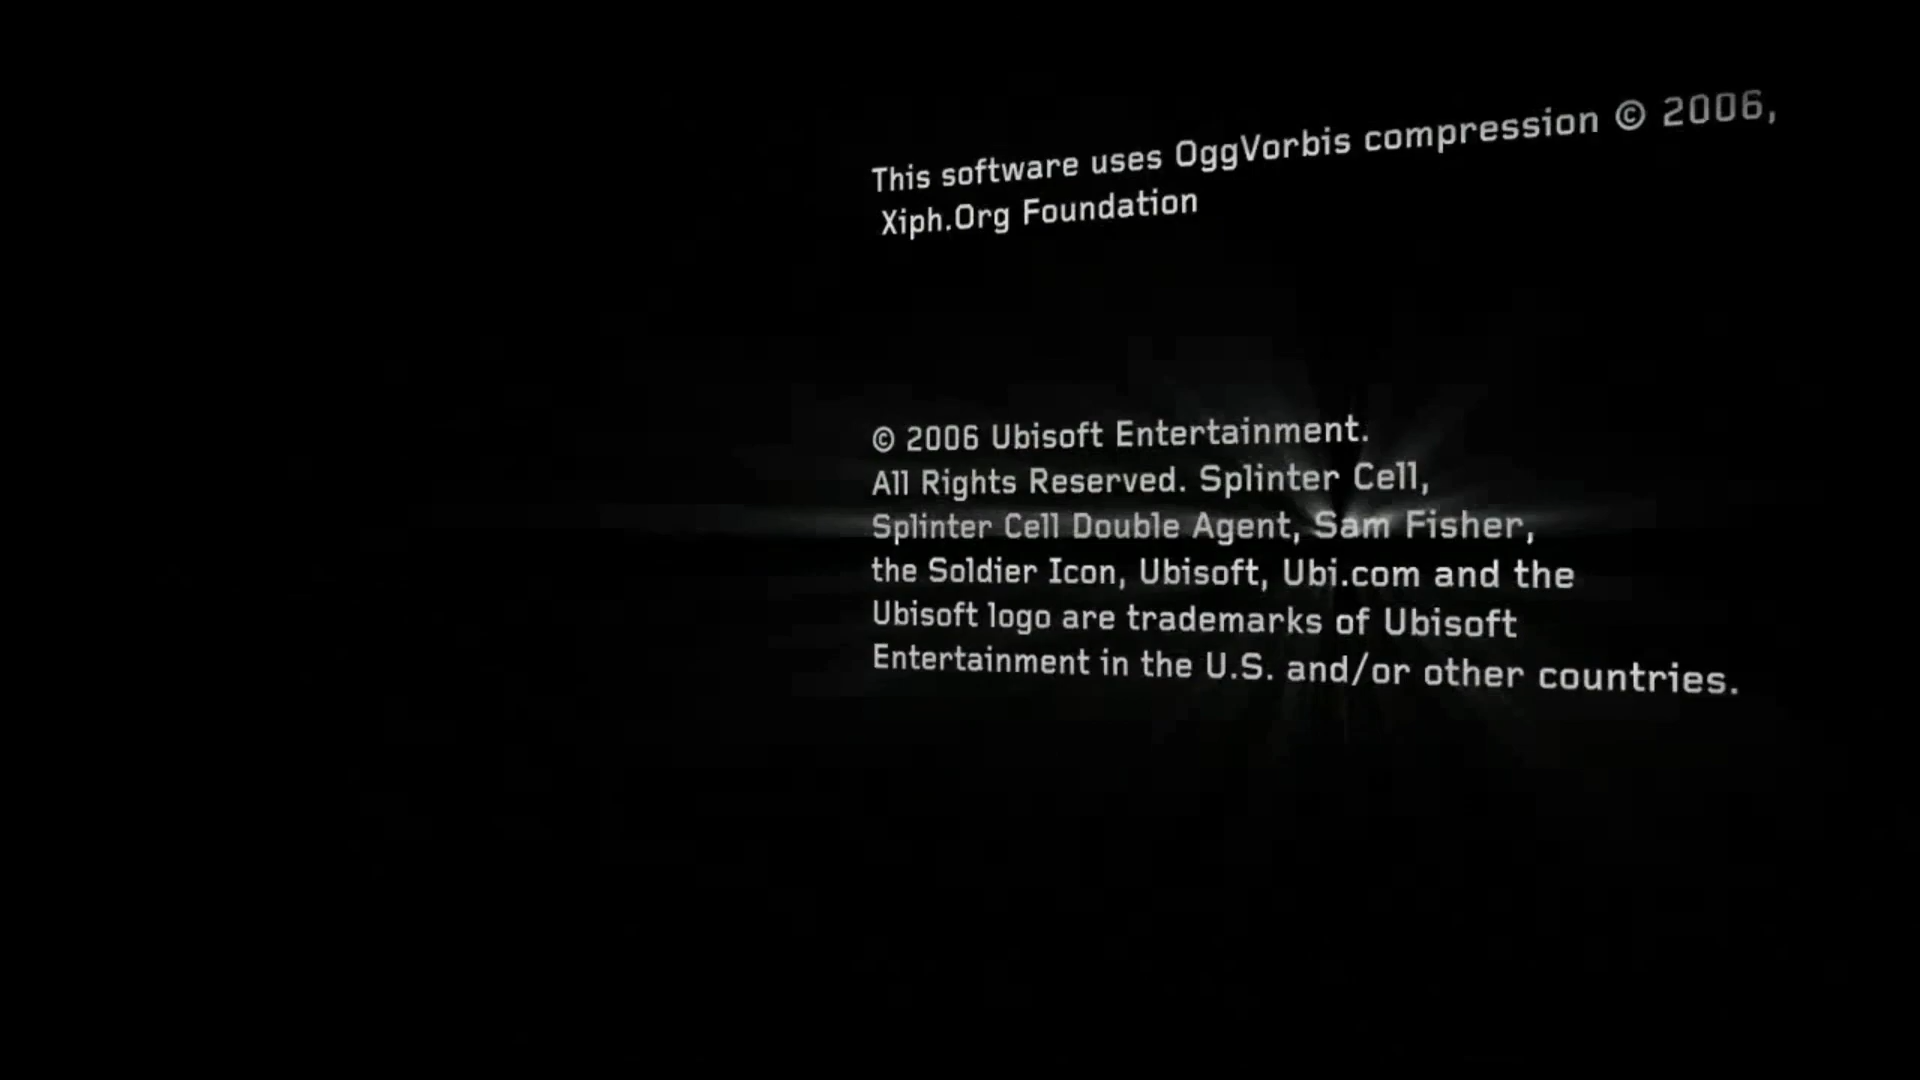 This software uses OggVorbis compression © 2006,
Xiph.Org Foundation
© 2006 Ubisoft Entertainment.
All Rights Reserved. Splinter Cell,
Splinter Cell Double Agent, Sam Fisher,
the Soldier Icon, Ubisoft, Ubi.com and the
Ubisoft logo are trademarks of Ubisoft
Entertainment in the U.S. and/or other countries.